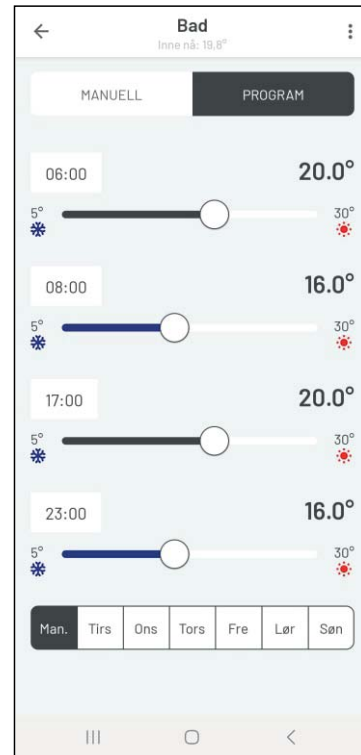 Bad
Inne nå: 19,8°
MANUELL PROGRAM
06:00 20.0°
5° 30°
08:00 16.0°
5° 30°
17:00 20.0°
5° 30°
23:00 16.0°
5° 30°
Man. Tirs Ons Tors Fre Lør Søn